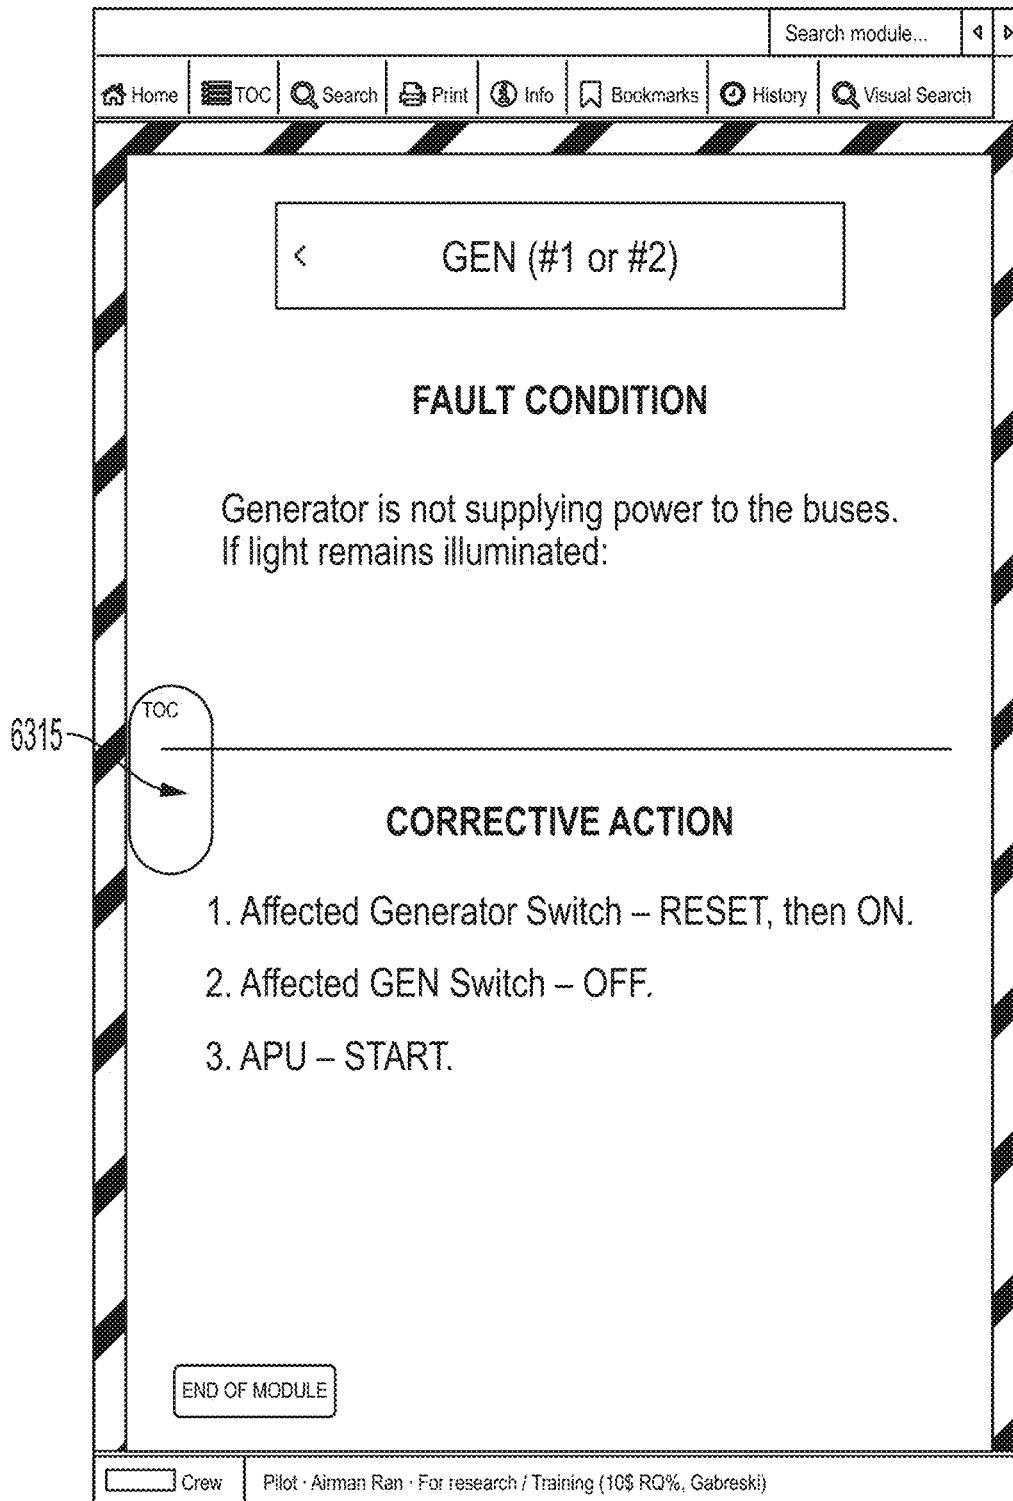 Search module...
Home TOC Search Print Info Bookmarks History Visual Search
< GEN (#1 or #2)
FAULT CONDITION
Generator is not supplying power to the buses.
If light remains illuminated:
TOC
6315
CORRECTIVE ACTION
1. Affected Generator Switch – RESET, then ON.
2. Affected GEN Switch – OFF.
3. APU – START.
END OF MODULE
Crew Pilot · Airman Ran · For research / Training (10$ RQ%, Gabreski)